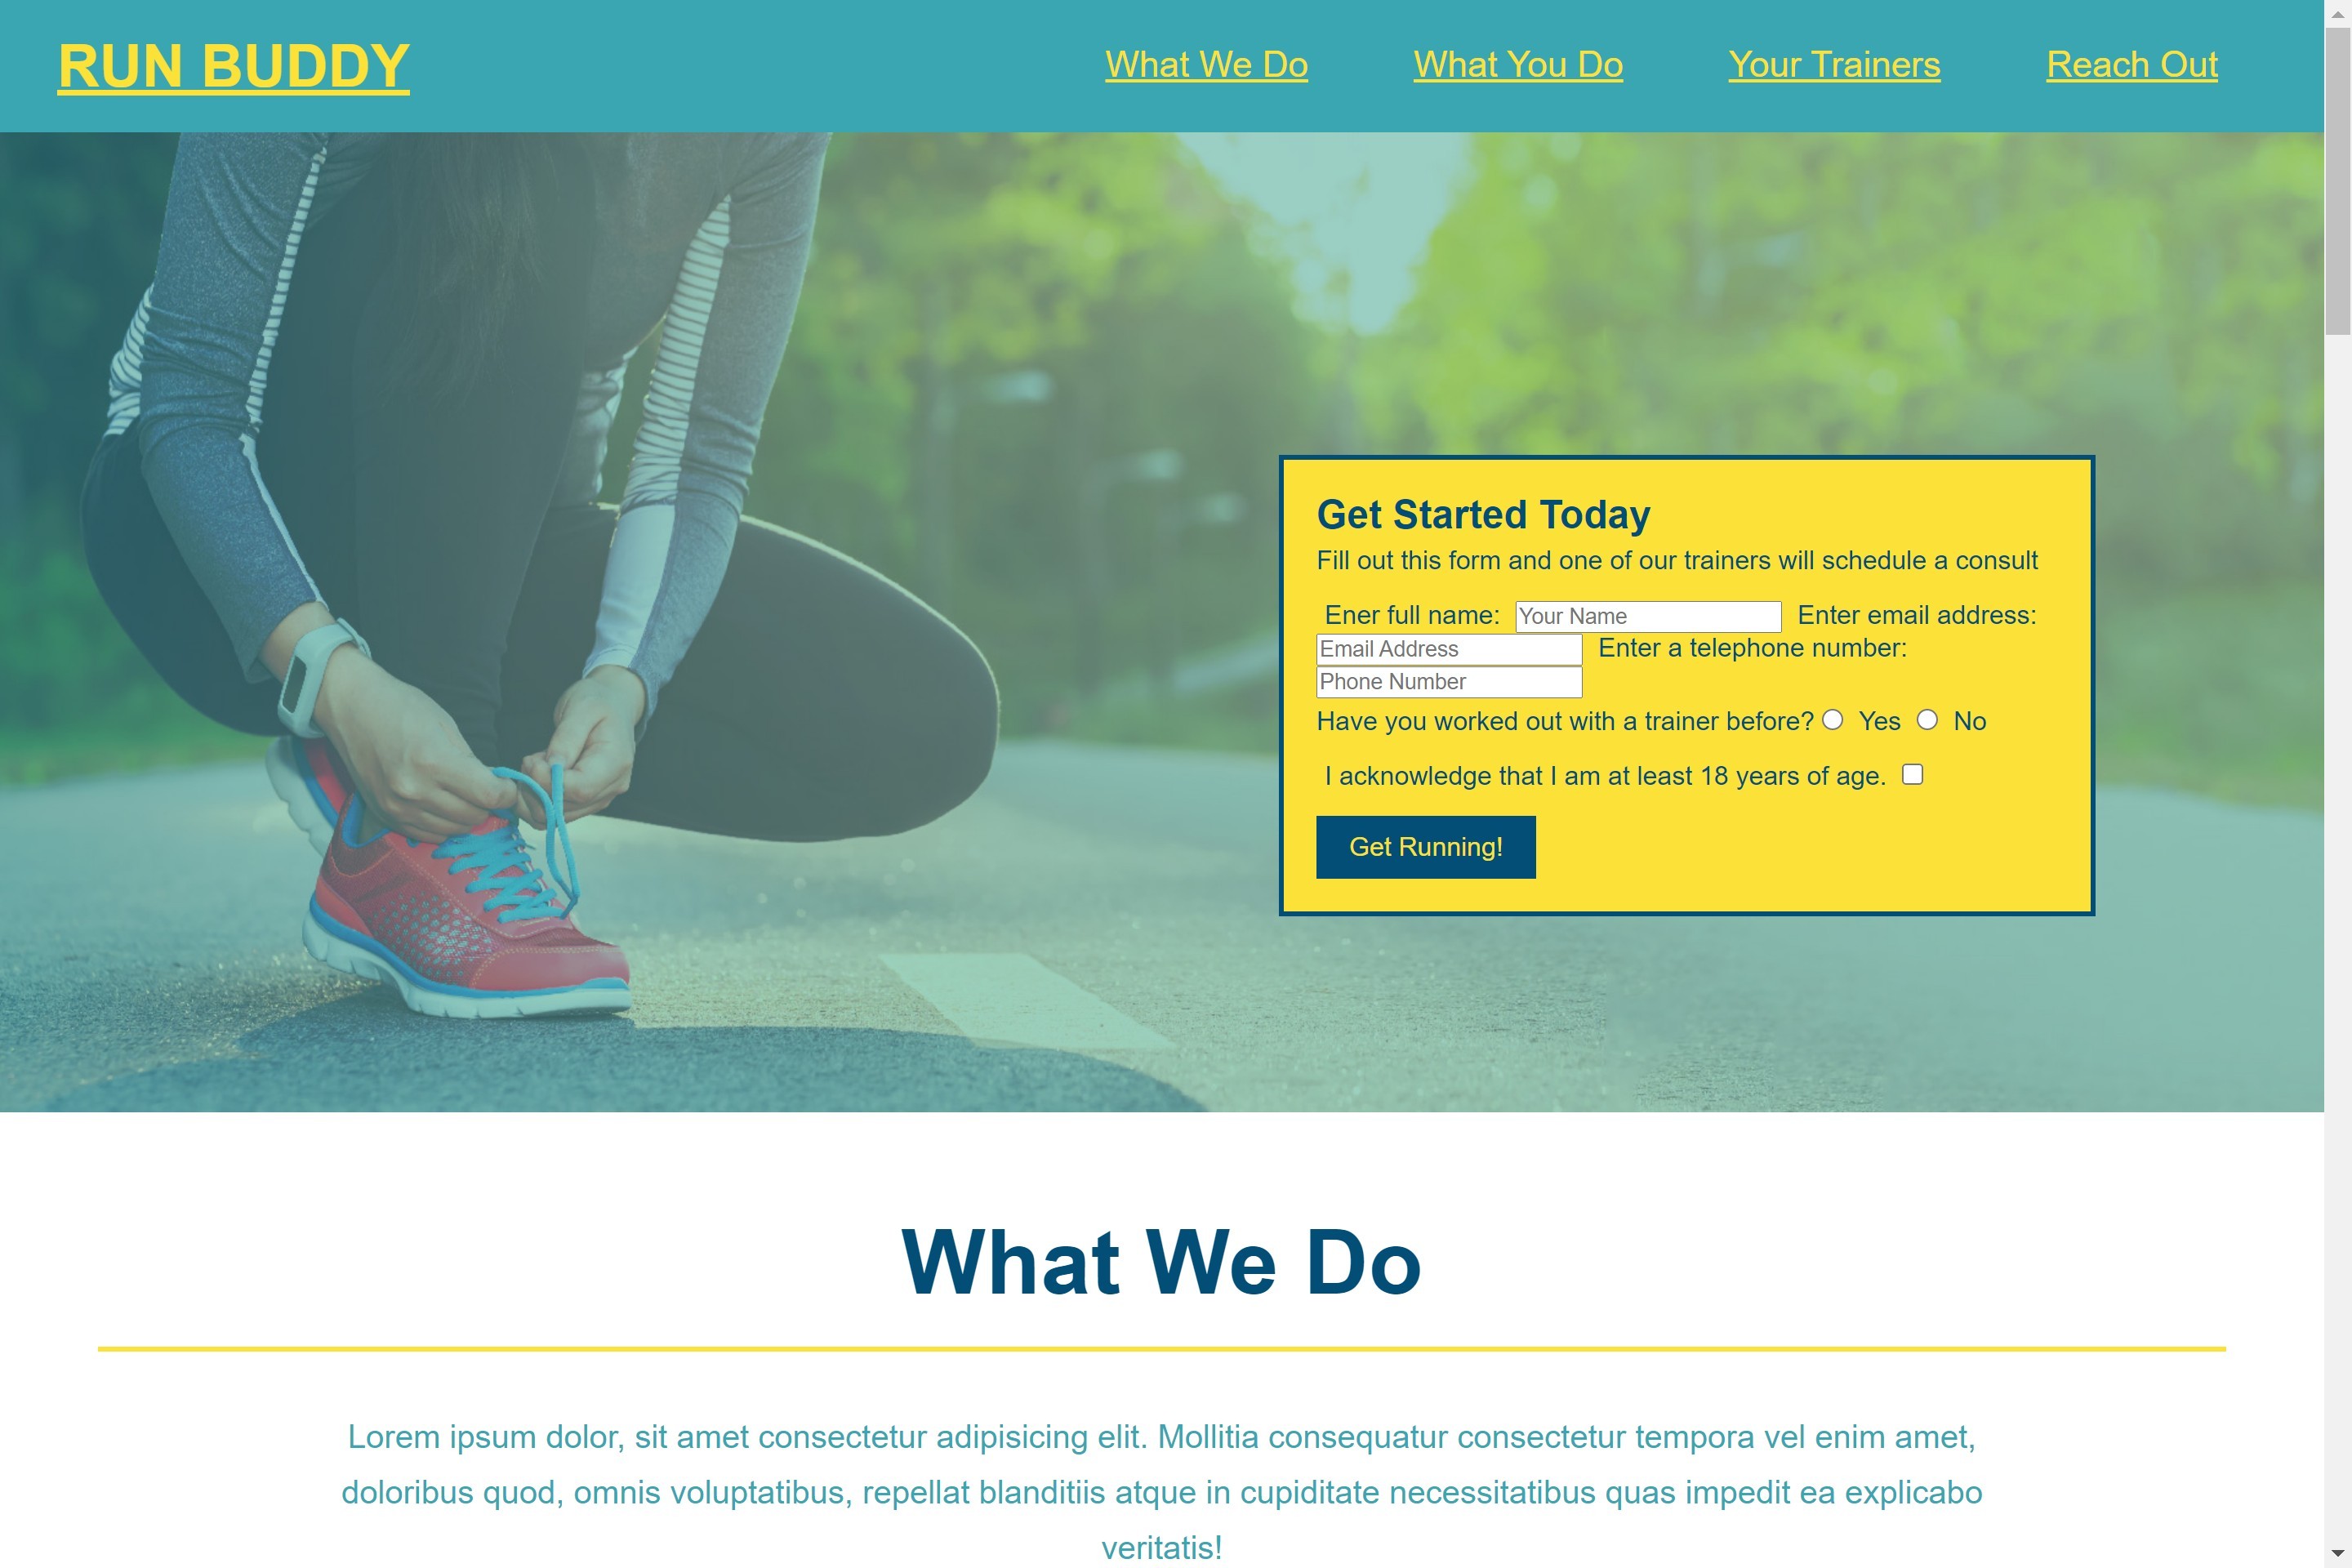 RUN BUDDY What We Do What You Do Your Trainers Reach Out
Get Started Today
Fill out this form and one of our trainers will schedule a consult
Ener full name: Your Name Enter email address:
Email Address Enter a telephone number:
Phone Number
Have you worked out with a trainer before? Yes No
I acknowledge that I am at least 18 years of age.
Get Running!
What We Do
Lorem ipsum dolor, sit amet consectetur adipisicing elit. Mollitia consequatur consectetur tempora vel enim amet,
doloribus quod, omnis voluptatibus, repellat blanditiis atque in cupiditate necessitatibus quas impedit ea explicabo
veritatis!